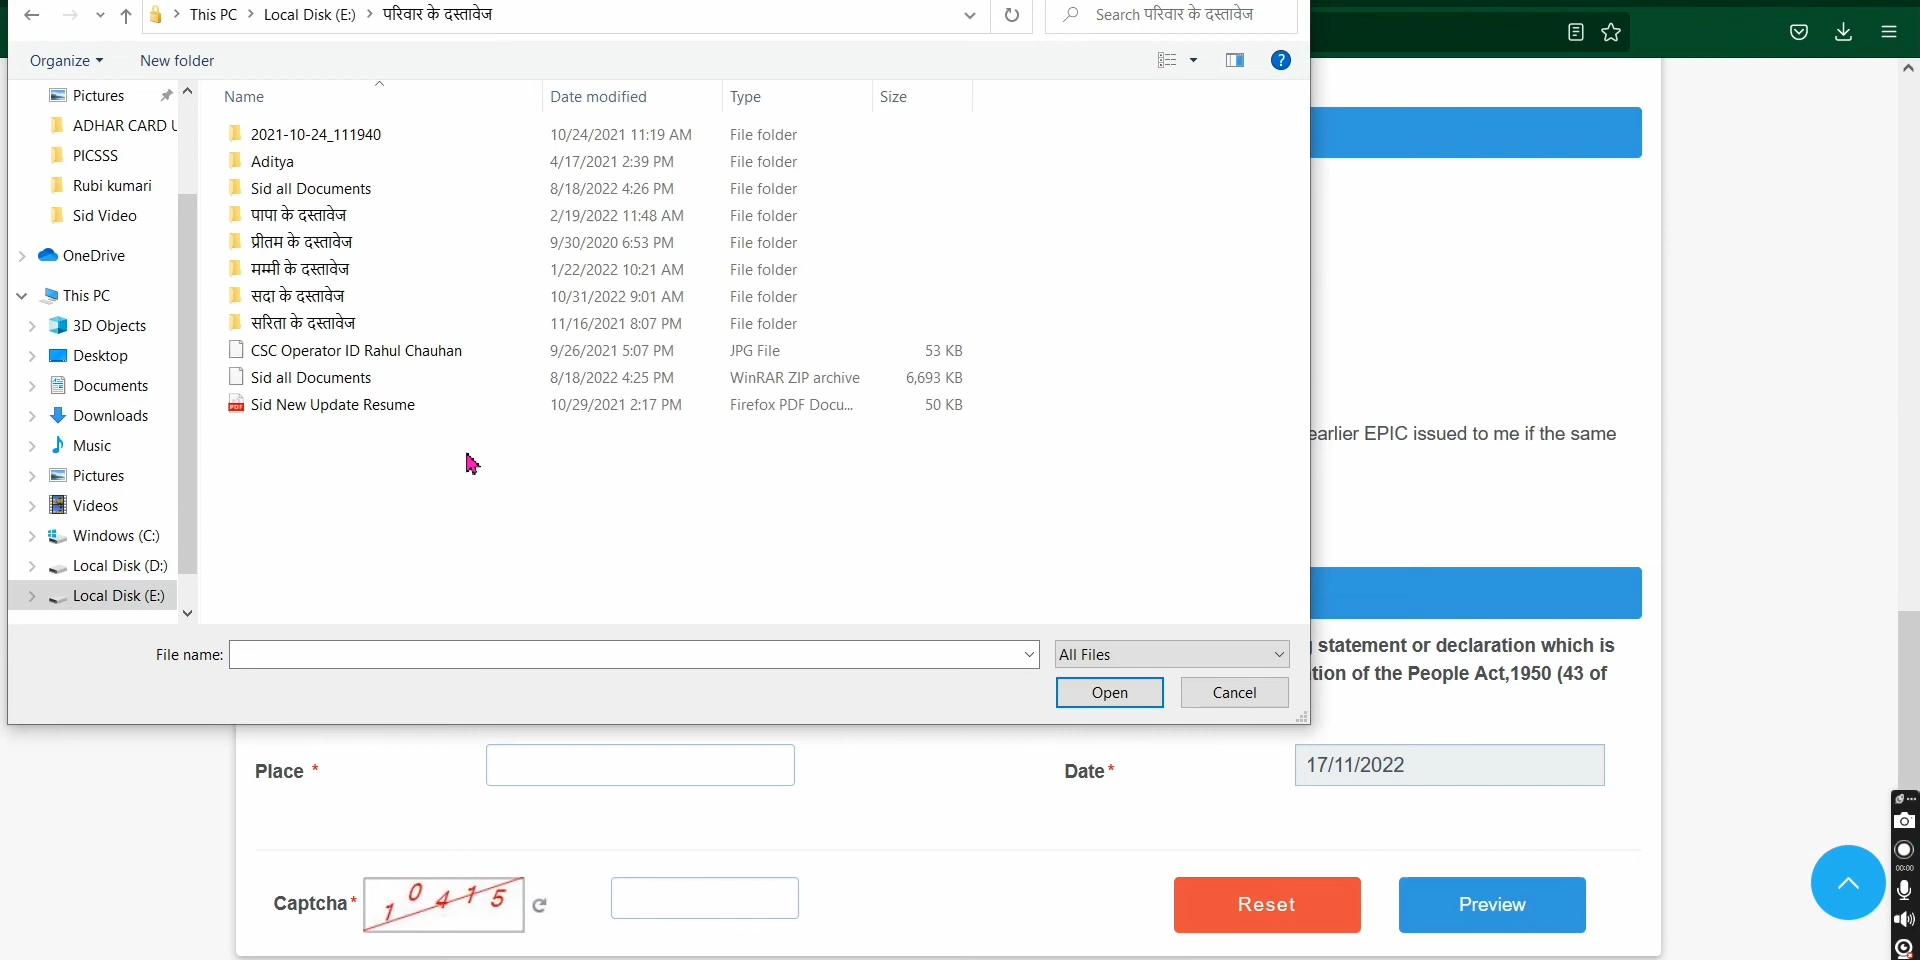 This PC > Local Disk (E:) > परिवार के दस्तावेज
Search परिवार के दस्तावेज
Organize
New folder
Name
Date modified
Type
Size
Pictures
ADHAR CARD U
PICSSS
Rubi kumari
Sid Video
OneDrive
This PC
3D Objects
Desktop
Documents
Downloads
Music
Pictures
Videos
Windows (C:)
Local Disk (D:)
Local Disk (E:)
2021-10-24_111940 10/24/2021 11:19 AM File folder
Aditya 4/17/2021 2:39 PM File folder
Sid all Documents 8/18/2022 4:26 PM File folder
पापा के दस्तावेज 2/19/2022 11:48 AM File folder
प्रीतम के दस्तावेज 9/30/2020 6:53 PM File folder
मम्मी के दस्तावेज 1/22/2022 10:21 AM File folder
सदा के दस्तावेज 10/31/2022 9:01 AM File folder
सरिता के दस्तावेज 11/16/2021 8:07 PM File folder
CSC Operator ID Rahul Chauhan 9/26/2021 5:07 PM JPG File 53 KB
Sid all Documents 8/18/2022 4:25 PM WinRAR ZIP archive 6,693 KB
Sid New Update Resume 10/29/2021 2:17 PM Firefox PDF Docu... 50 KB
File name:
All Files
Open
Cancel
earlier EPIC issued to me if the same
statement or declaration which is
tion of the People Act,1950 (43 of
Place *
Date*
17/11/2022
Captcha*
1 0 4 1 5
Reset
Preview
00:00